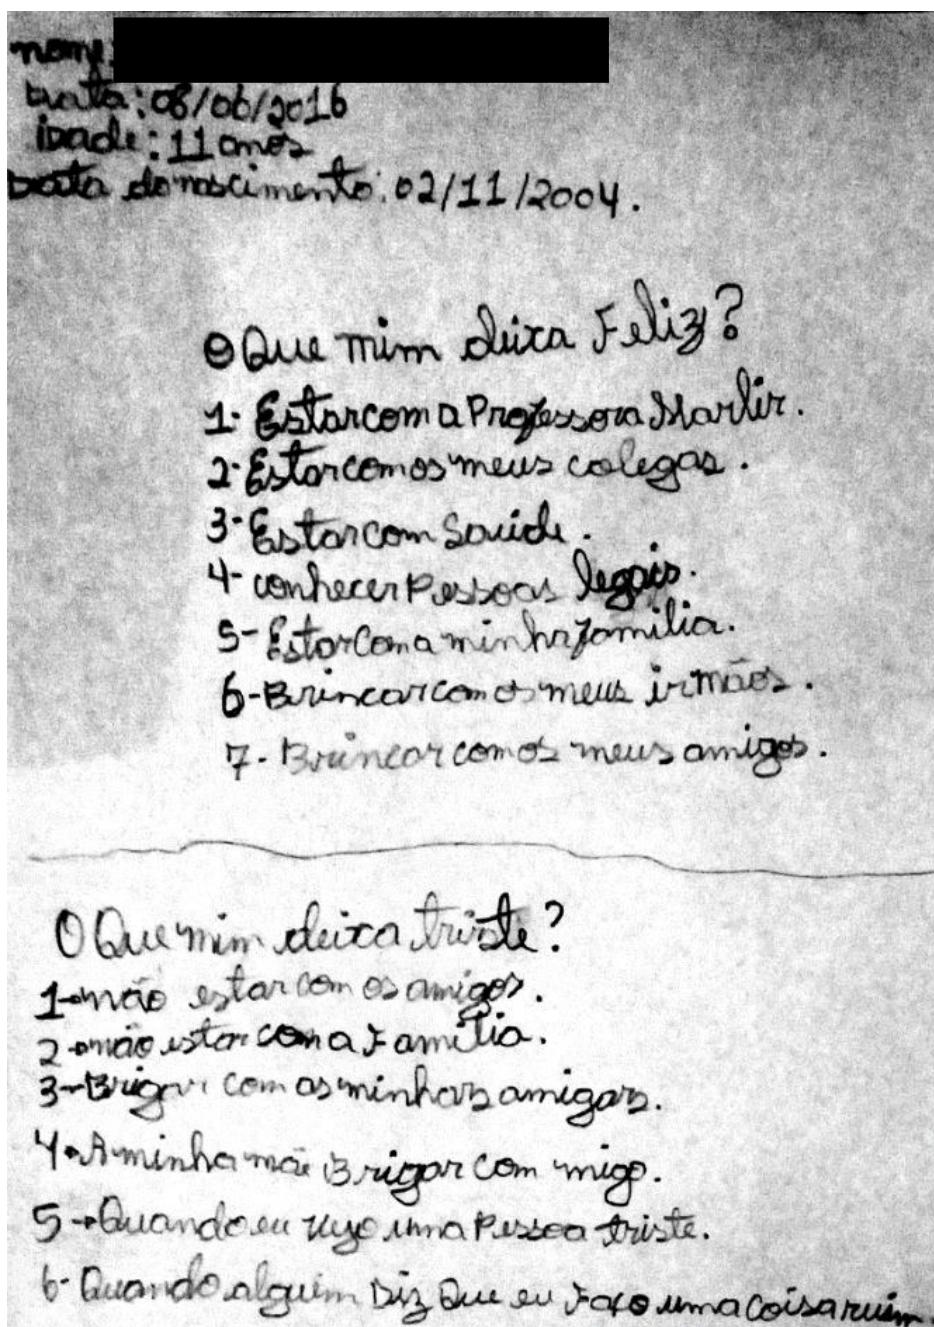 nome:
Data: 08/06/2016
idade: 11 anos
Data do nascimento: 02/11/2004.
O Que mim deixa Feliz?
1- Estar com a Professora Marlir.
2- Estar com os meus colegas.
3- Estar com Saúide.
4- conhecer Pessoas legais.
5- Estar com a minha familia.
6- Brincar com os meus irmãos.
7- Brincar com os meus amigos.
O Que mim deixa triste?
1- não estar com os amigos.
2- não estar com a Familia.
3- Brigar com as minhas amigas.
4- A minha mãe Brigar com migo.
5- Quando eu vejo uma Pessoa triste.
6- Quando alguém Diz Que eu Faço uma coisa ruim.